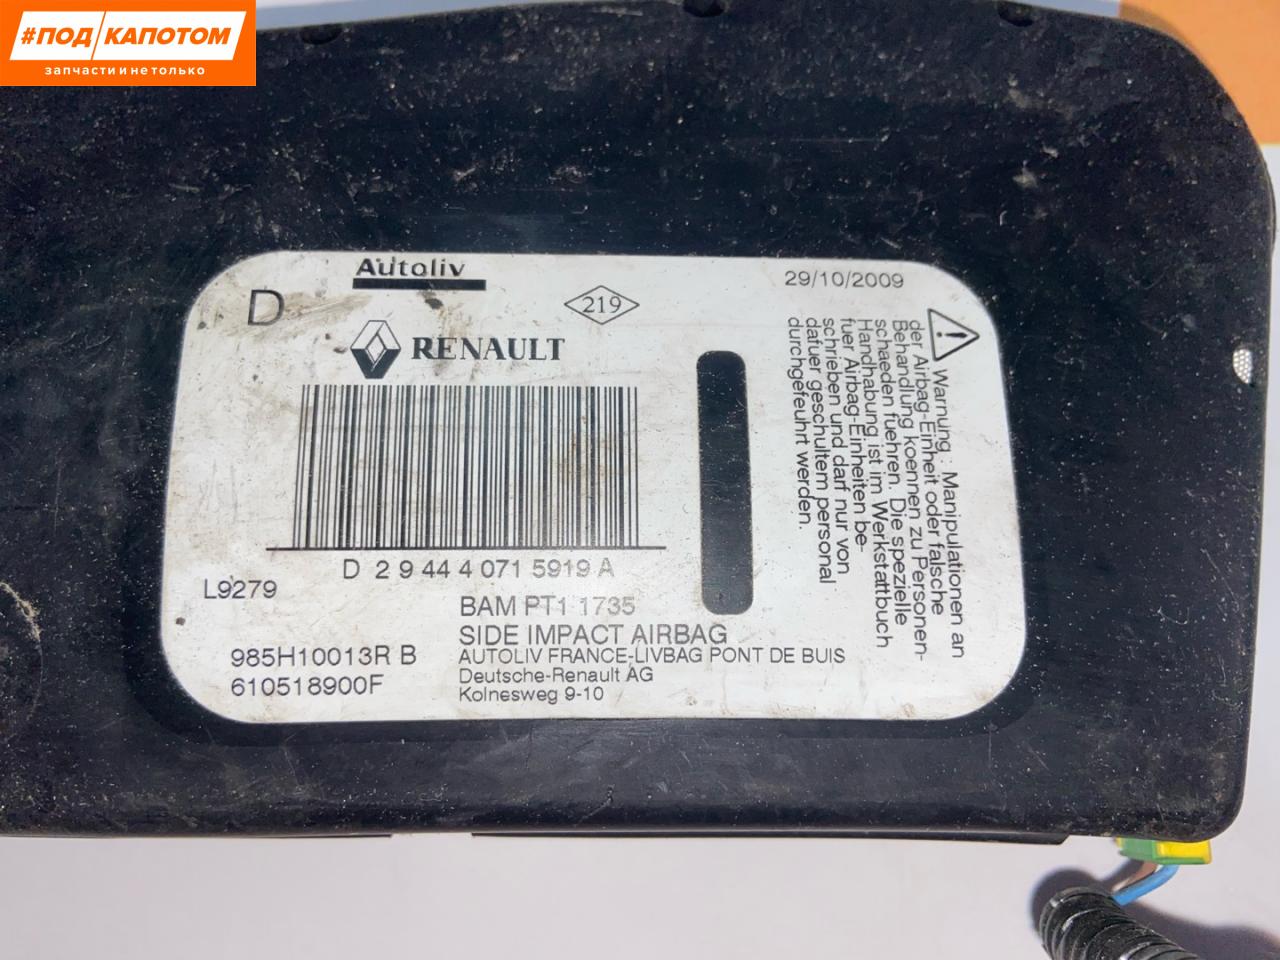 #ПОД/КАПОТОМ
запчасти и не только
Autoliv
D
219
29/10/2009
RENAULT
D 2 9 44 4 071 5919 A
L9279
BAM PT1 1735
SIDE IMPACT AIRBAG
985H10013R B
AUTOLIV FRANCE-LIVBAG PONT DE BUIS
610518900F
Deutsche-Renault AG
Kolnesweg 9-10
Warnung : Manipulationen an
der Airbag-Einheit oder falsche
Behandlung koennen zu Personen-
schaeden fuehren. Die spezielle
Handhabung ist im Werkstattbuch
fuer Airbag-Einheiten be-
schrieben und darf nur von
dafuer geschultem personal
durchgefeuhrt werden.